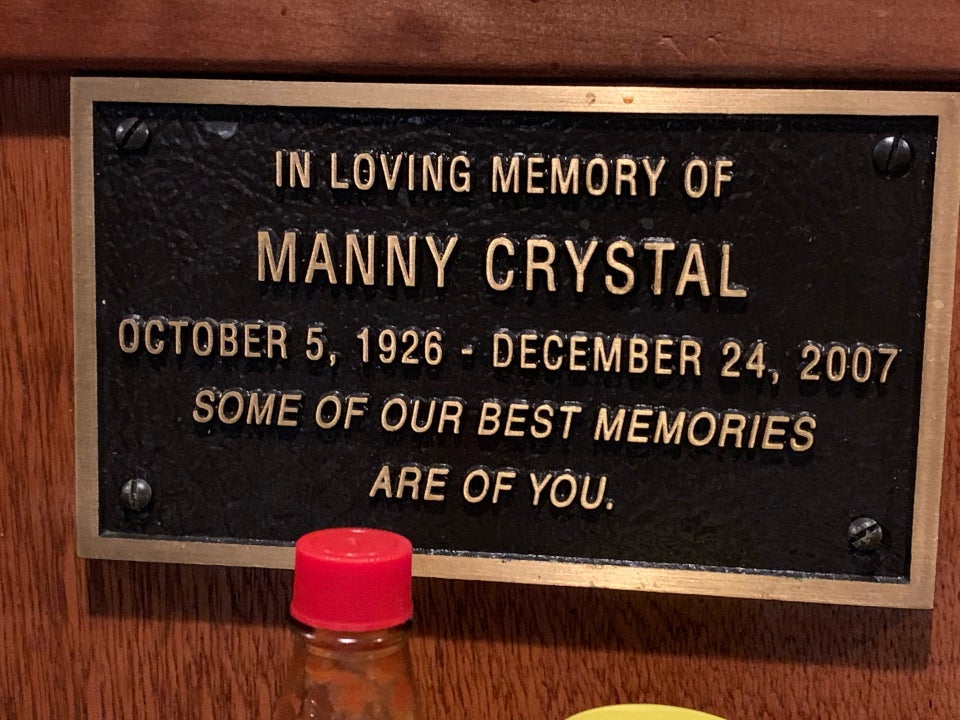 IN LOVING MEMORY OF
MANNY CRYSTAL
OCTOBER 5, 1926 - DECEMBER 24, 2007
SOME OF OUR BEST MEMORIES
ARE OF YOU.